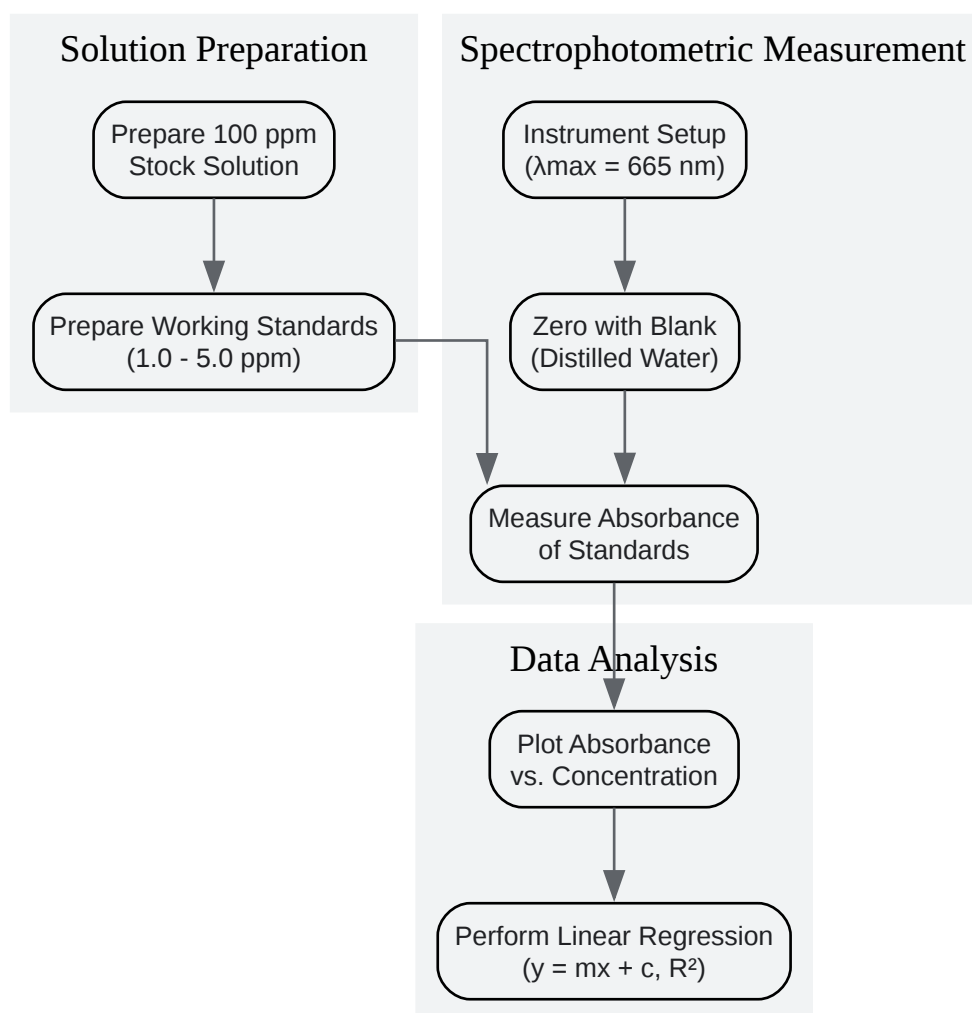 Solution Preparation
Prepare 100 ppm
Stock Solution
Prepare Working Standards
(1.0 - 5.0 ppm)
Spectrophotometric Measurement
Instrument Setup
(λmax = 665 nm)
Zero with Blank
(Distilled Water)
Measure Absorbance
of Standards
Data Analysis
Plot Absorbance
vs. Concentration
Perform Linear Regression
(y = mx + c, R²)